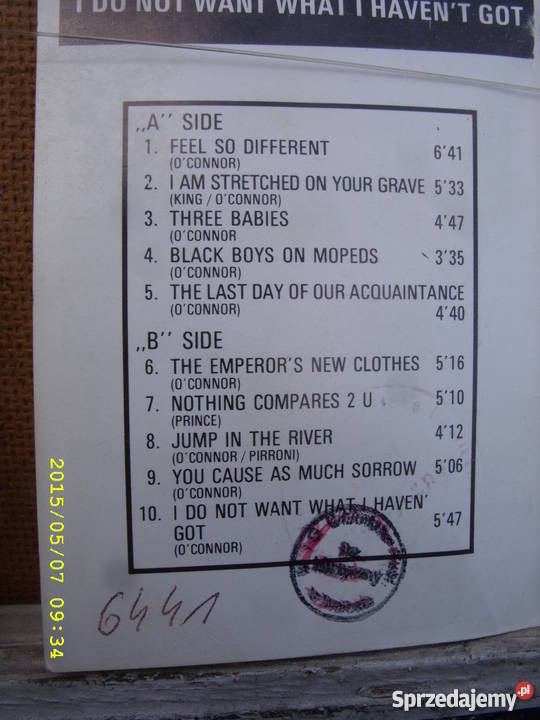 I DO NOT WANT WHAT I HAVEN'T GOT
„A'' SIDE
1. FEEL SO DIFFERENT 6'41
(O'CONNOR)
2. I AM STRETCHED ON YOUR GRAVE 5'33
(KING / O'CONNOR)
3. THREE BABIES 4'47
(O'CONNOR
4. BLACK BOYS ON MOPEDS 3'35
(O'CONNOR)
5. THE LAST DAY OF OUR ACQUAINTANCE
(O'CONNOR) 4'40
„B'' SIDE
6. THE EMPEROR'S NEW CLOTHES 5'16
(O'CONNOR)
7. NOTHING COMPARES 2 U 5'10
(PRINCE)
8. JUMP IN THE RIVER 4'12
(O'CONNOR / PIRRONI)
9. YOU CAUSE AS MUCH SORROW 5'06
(O'CONNOR)
10. I DO NOT WANT WHAT I HAVEN'
GOT 5'47
(O'CONNOR)
6441
2015/05/07 09:34
Sprzedajemy.pl